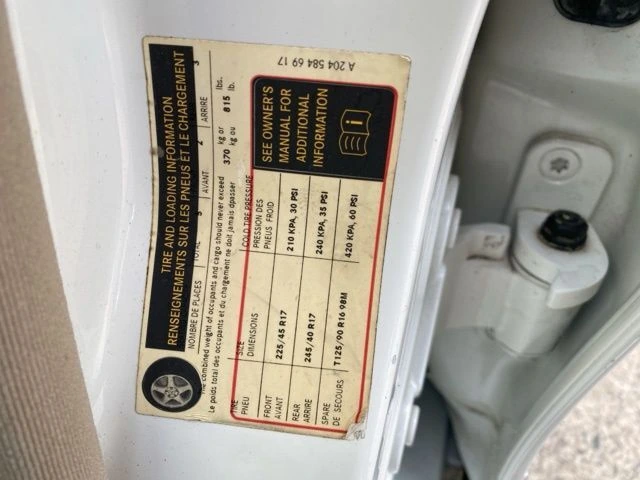 TIRE AND LOADING INFORMATION
RENSEIGNEMENTS SUR LES PNEUS ET LE CHARGEMENT
NOMBRE DE PLACES TOTAL 5 AVANT 2 ARRIÈRE 3
The combined weight of occupants and cargo should never exceed 370 kg or 815 lbs.
Le poids total des occupants et du chargement ne doit jamais dépasser 370 kg ou 815 lb.
TIRE SIZE COLD TIRE PRESSURE
PNEU DIMENSIONS PRESSION DES PNEUS FROID
FRONT AVANT 225/45 R17 210 KPA, 30 PSI
REAR ARRIERE 245/40 R17 240 KPA, 35 PSI
SPARE DE SECOURS T125/90 R16 98M 420 KPA, 60 PSI
SEE OWNER'S
MANUAL FOR
ADDITIONAL
INFORMATION
A 204 584 69 17